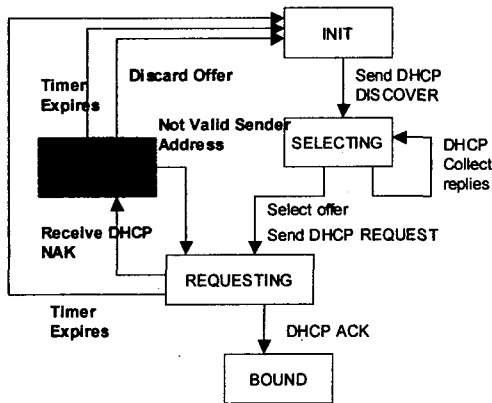 INIT
Timer
Expires
Discard Offer
Send DHCP
DISCOVER
Not Valid Sender
Address
SELECTING
DHCP
Collect
replies
Select offer
Send DHCP REQUEST
Receive DHCP
NAK
REQUESTING
Timer
Expires
DHCP ACK
BOUND